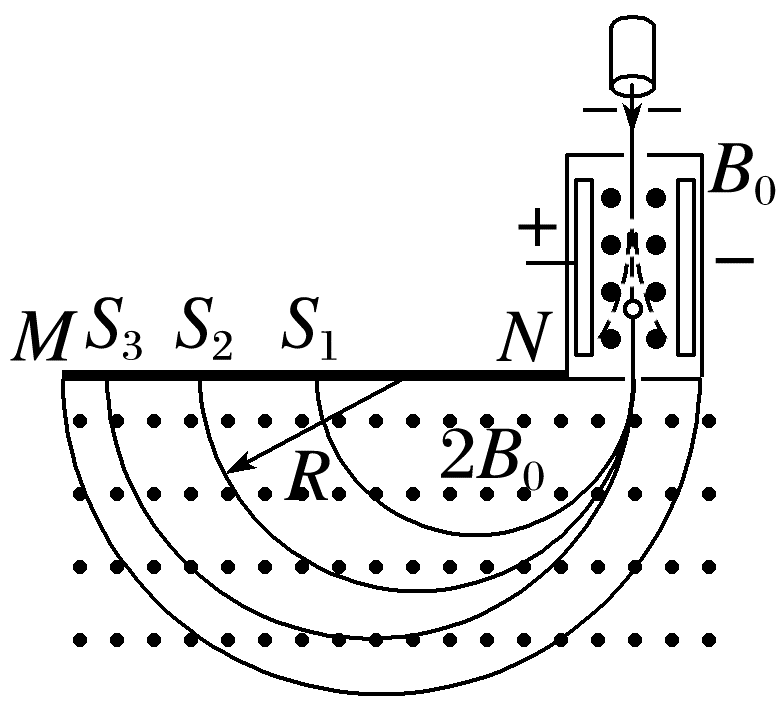 B₀
+ −
M S₃ S₂ S₁ N
R 2B₀